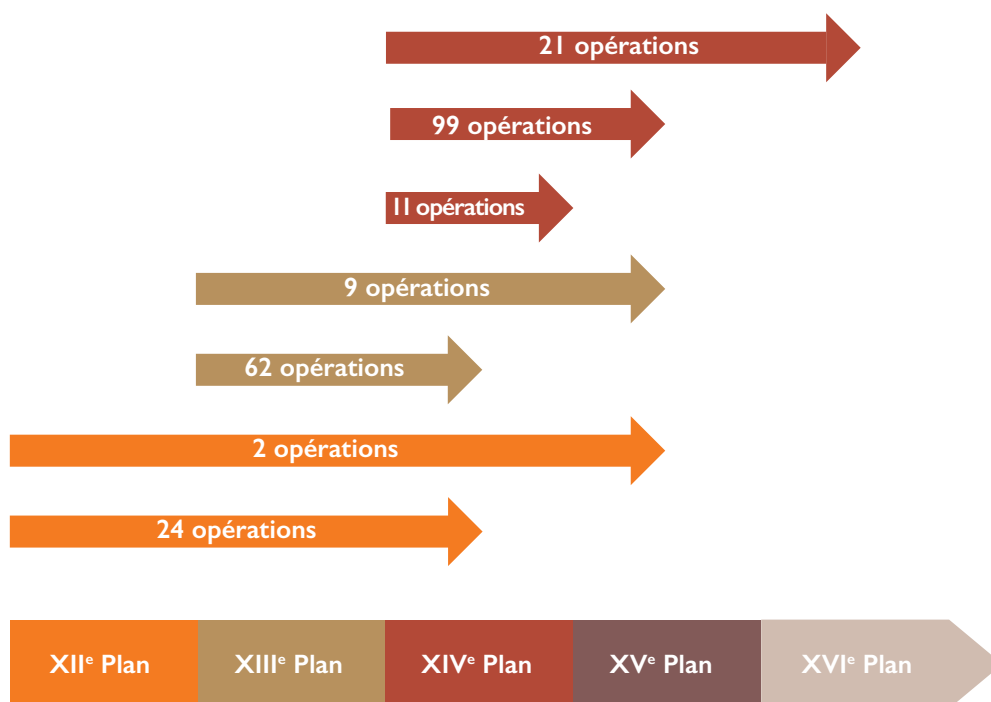 21 opérations
99 opérations
11 opérations
9 opérations
62 opérations
2 opérations
24 opérations
XIIᵉ Plan XIIIᵉ Plan XIVᵉ Plan XVᵉ Plan XVIᵉ Plan